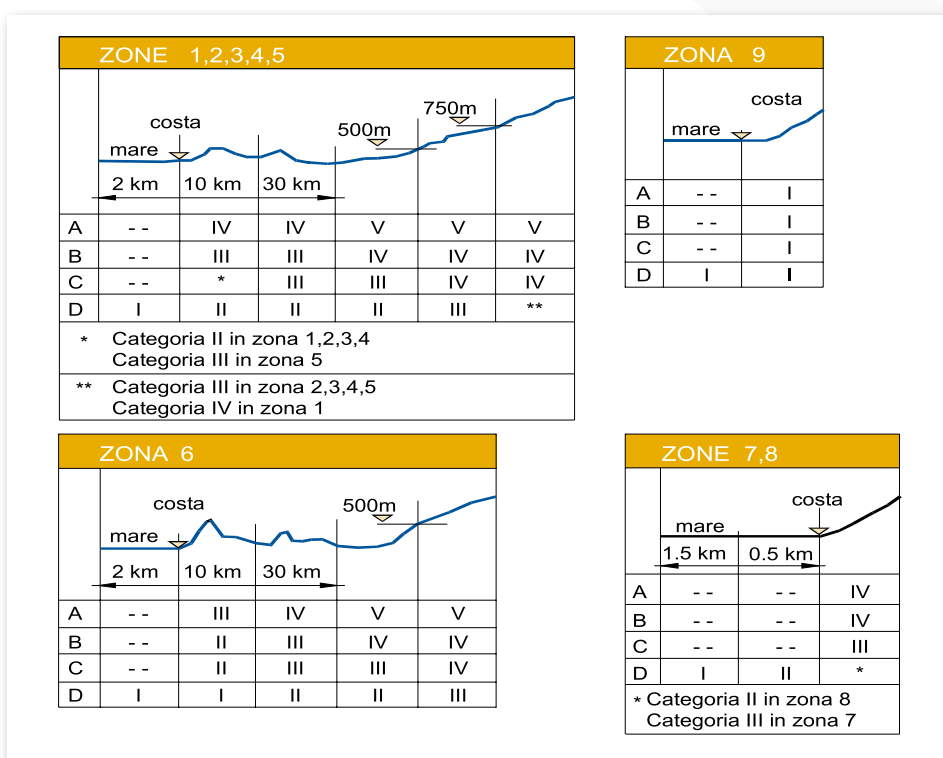 ZONE 1,2,3,4,5
costa
mare
500m
750m
2 km 10 km 30 km
A -- IV IV V V V
B -- III III IV IV IV
C -- * III III IV IV
D I II II II III **
* Categoria II in zona 1,2,3,4
Categoria III in zona 5
** Categoria III in zona 2,3,4,5
Categoria IV in zona 1
ZONA 9
costa
mare
A -- I
B -- I
C -- I
D I I
ZONA 6
costa
mare
500m
2 km 10 km 30 km
A -- III IV V V
B -- II III IV IV
C -- II III III IV
D I I II II III
ZONE 7,8
costa
mare
1.5 km 0.5 km
A -- -- IV
B -- -- IV
C -- -- III
D I II *
* Categoria II in zona 8
Categoria III in zona 7